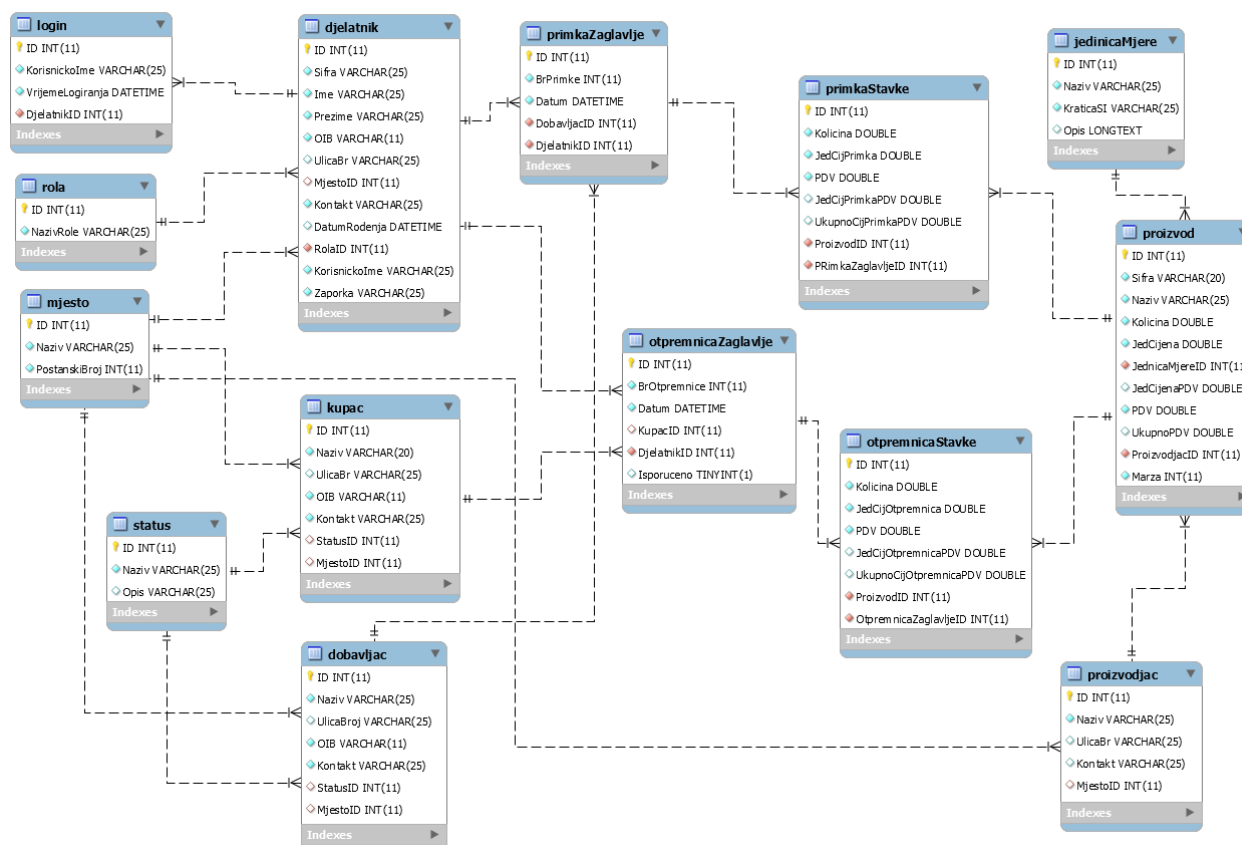 login
ID INT(11)
KorisnickoIme VARCHAR(25)
VrijemeLogiranja DATETIME
DjelatnikID INT(11)
Indexes
rola
ID INT(11)
NazivRole VARCHAR(25)
Indexes
mjesto
ID INT(11)
Naziv VARCHAR(25)
PostanskiBroj INT(11)
Indexes
status
ID INT(11)
Naziv VARCHAR(25)
Opis VARCHAR(25)
Indexes
djelatnik
ID INT(11)
Sifra VARCHAR(25)
Ime VARCHAR(25)
Prezime VARCHAR(25)
OIB VARCHAR(11)
UlicaBr VARCHAR(25)
MjestoID INT(11)
Kontakt VARCHAR(25)
DatumRodenja DATETIME
RolaID INT(11)
KorisnickoIme VARCHAR(25)
Zaporka VARCHAR(25)
Indexes
kupac
ID INT(11)
Naziv VARCHAR(20)
UlicaBr VARCHAR(25)
OIB VARCHAR(11)
Kontakt VARCHAR(25)
StatusID INT(11)
MjestoID INT(11)
Indexes
dobavljac
ID INT(11)
Naziv VARCHAR(25)
UlicaBroj VARCHAR(25)
OIB VARCHAR(11)
Kontakt VARCHAR(25)
StatusID INT(11)
MjestoID INT(11)
Indexes
primkaZaglavlje
ID INT(11)
BrPrimke INT(11)
Datum DATETIME
DobavljacID INT(11)
DjelatnikID INT(11)
Indexes
otpremnicaZaglavlje
ID INT(11)
BrOtpremnice INT(11)
Datum DATETIME
KupacID INT(11)
DjelatnikID INT(11)
Isporuceno TINYINT(1)
Indexes
primkaStavke
ID INT(11)
Kolicina DOUBLE
JedCijPrimka DOUBLE
PDV DOUBLE
JedCijPrimkaPDV DOUBLE
UkupnoCijPrimkaPDV DOUBLE
ProizvodID INT(11)
PRimkaZaglavljeID INT(11)
Indexes
otpremnicaStavke
ID INT(11)
Kolicina DOUBLE
JedCijOtpremnica DOUBLE
PDV DOUBLE
JedCijOtpremnicaPDV DOUBLE
UkupnoCijOtpremnicaPDV DOUBLE
ProizvodID INT(11)
OtpremnicaZaglavljeID INT(11)
Indexes
jedinicaMjere
ID INT(11)
Naziv VARCHAR(25)
KraticaSI VARCHAR(25)
Opis LONGTEXT
Indexes
proizvod
ID INT(11)
Sifra VARCHAR(20)
Naziv VARCHAR(25)
Kolicina DOUBLE
JedCijena DOUBLE
JednicaMjereID INT(11
JedCijenaPDV DOUBLE
PDV DOUBLE
UkupnoPDV DOUBLE
ProizvodjacID INT(11)
Marza INT(11)
Indexes
proizvodjac
ID INT(11)
Naziv VARCHAR(25)
UlicaBr VARCHAR(25)
Kontakt VARCHAR(25)
MjestoID INT(11)
Indexes